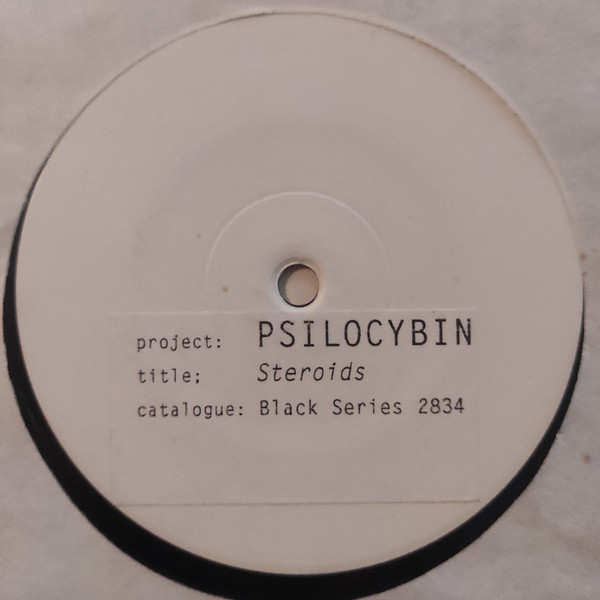 project: PSILOCYBIN
title; Steroids
catalogue: Black Series 2834